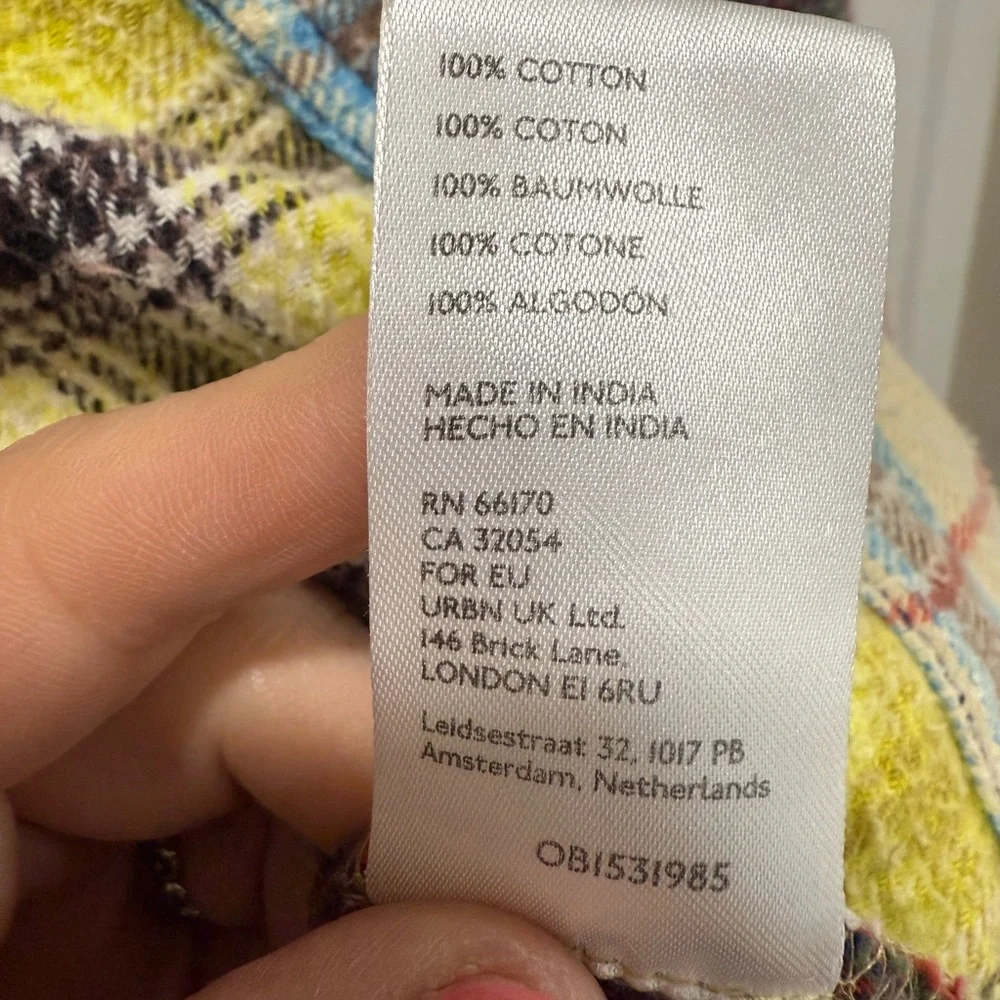 100% COTTON
100% COTON
100% BAUMWOLLE
100% COTONE
100% ALGODÓN
MADE IN INDIA
HECHO EN INDIA
RN 66170
CA 32054
FOR EU
URBN UK Ltd.
146 Brick Lane.
LONDON E1 6RU
Leidsestraat 32, 1017 PB
Amsterdam, Netherlands
OB1531985